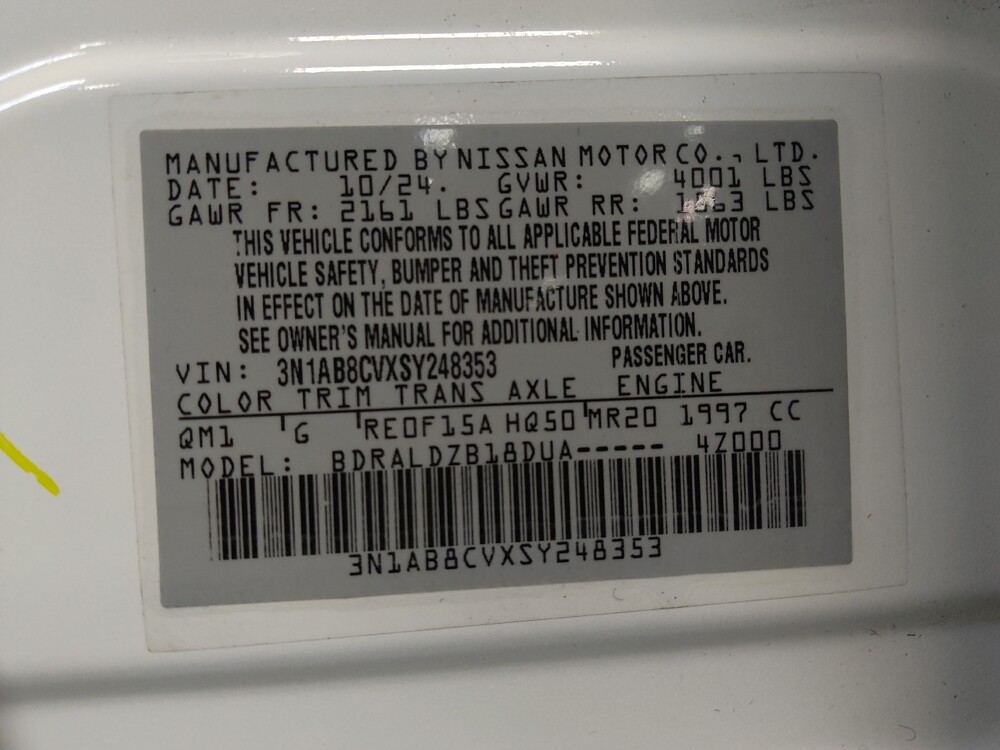 MANUFACTURED BY NISSAN MOTOR CO., LTD.
DATE: 10/24. GVWR: 4001 LBS
GAWR FR: 2161 LBS GAWR RR: LBS
THIS VEHICLE CONFORMS TO ALL APPLICABLE FEDERAL MOTOR
VEHICLE SAFETY, BUMPER AND THEFT PREVENTION STANDARDS
IN EFFECT ON THE DATE OF MANUFACTURE SHOWN ABOVE.
SEE OWNER'S MANUAL FOR ADDITIONAL INFORMATION.
VIN: 3N1AB8CVXSY248353 PASSENGER CAR.
COLOR TRIM TRANS AXLE ENGINE
QM1 G RE0F15A HQ50 MR20 1997 CC
MODEL: BDRALDZB18DUA----- 4Z000
3N1AB8CVXSY248353